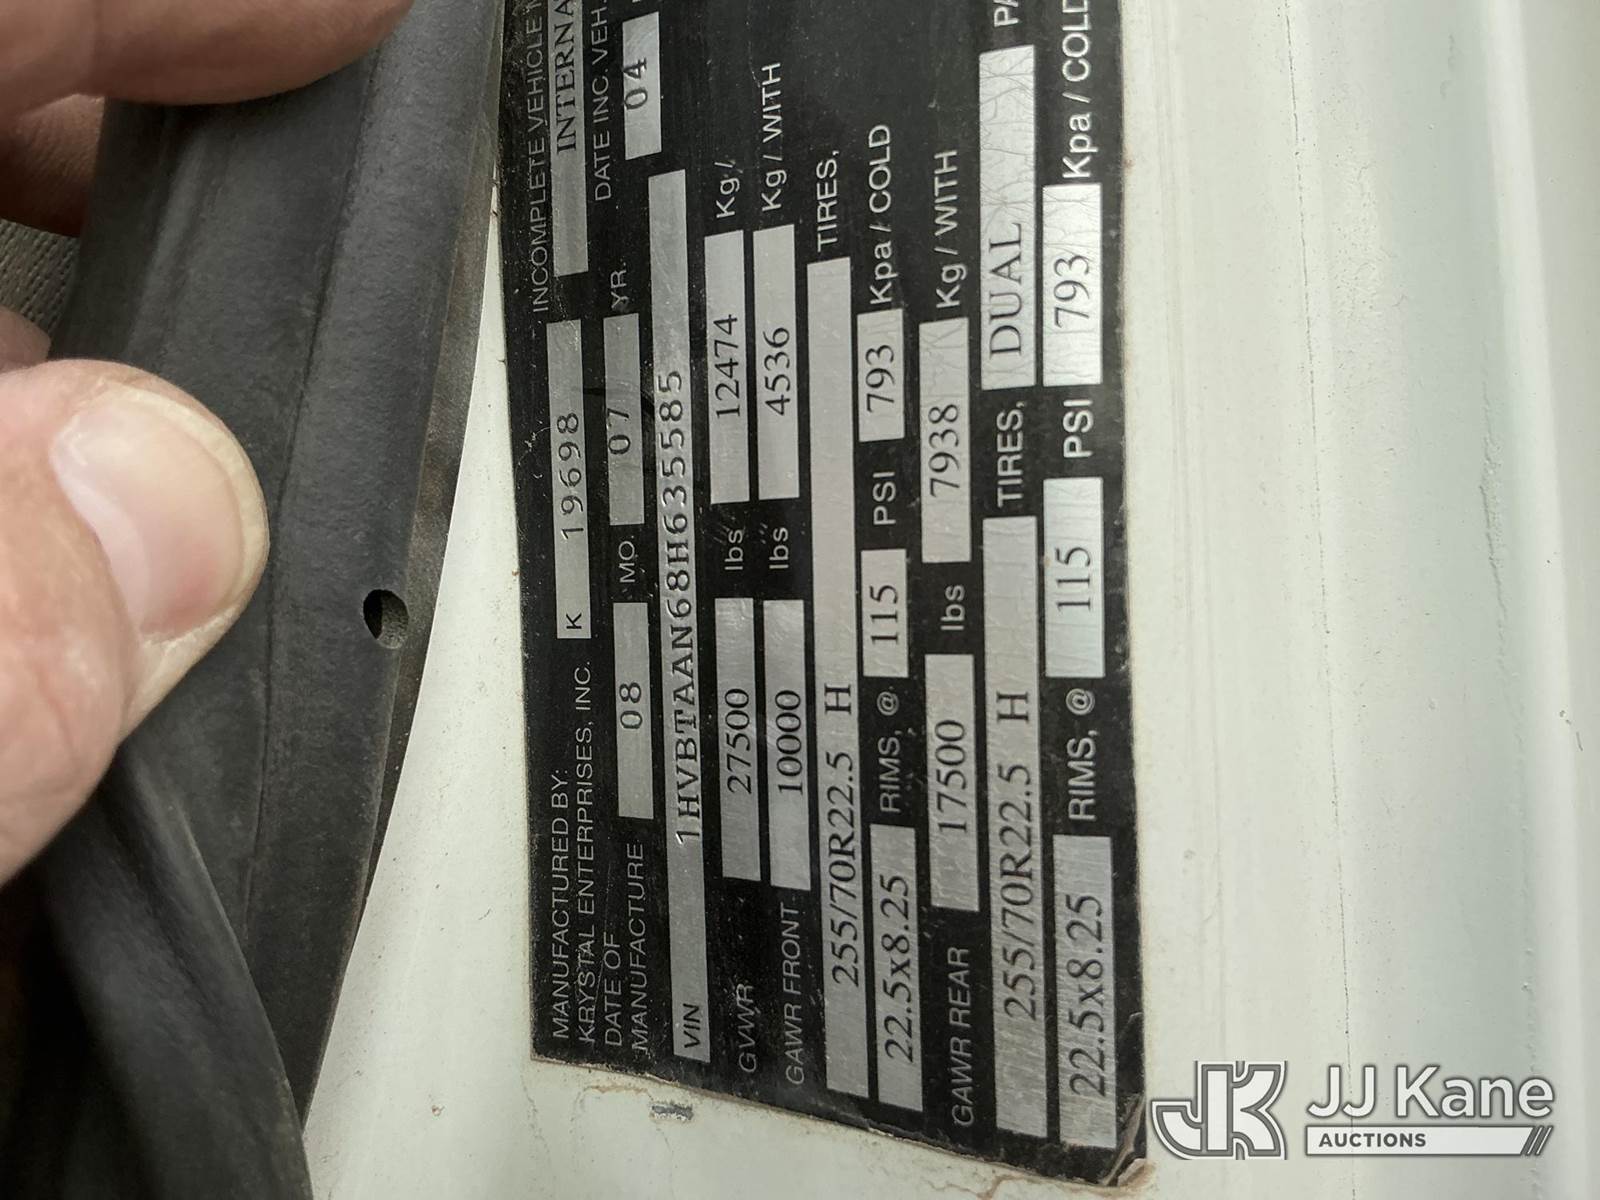 MANUFACTURED BY:
KRYSTAL ENTERPRISES, INC. K 19698 INCOMPLETE VEHICLE
DATE OF
MANUFACTURE 08 MO. 07 YR. DATE INC. VEH. 04
VIN 1HVBTAAN68H635585
GVWR 27500 lbs 12474 Kg/
GAWR FRONT 10000 lbs 4536 Kg / WITH
255/70R22.5 H TIRES,
22.5x8.25 RIMS, @ 115 PSI 793 Kpa / COLD
GAWR REAR 17500 lbs 7938 Kg / WITH
255/70R22.5 H TIRES, DUAL
22.5x8.25 RIMS, @ 115 PSI 793 Kpa / COLD
JK JJ Kane
AUCTIONS